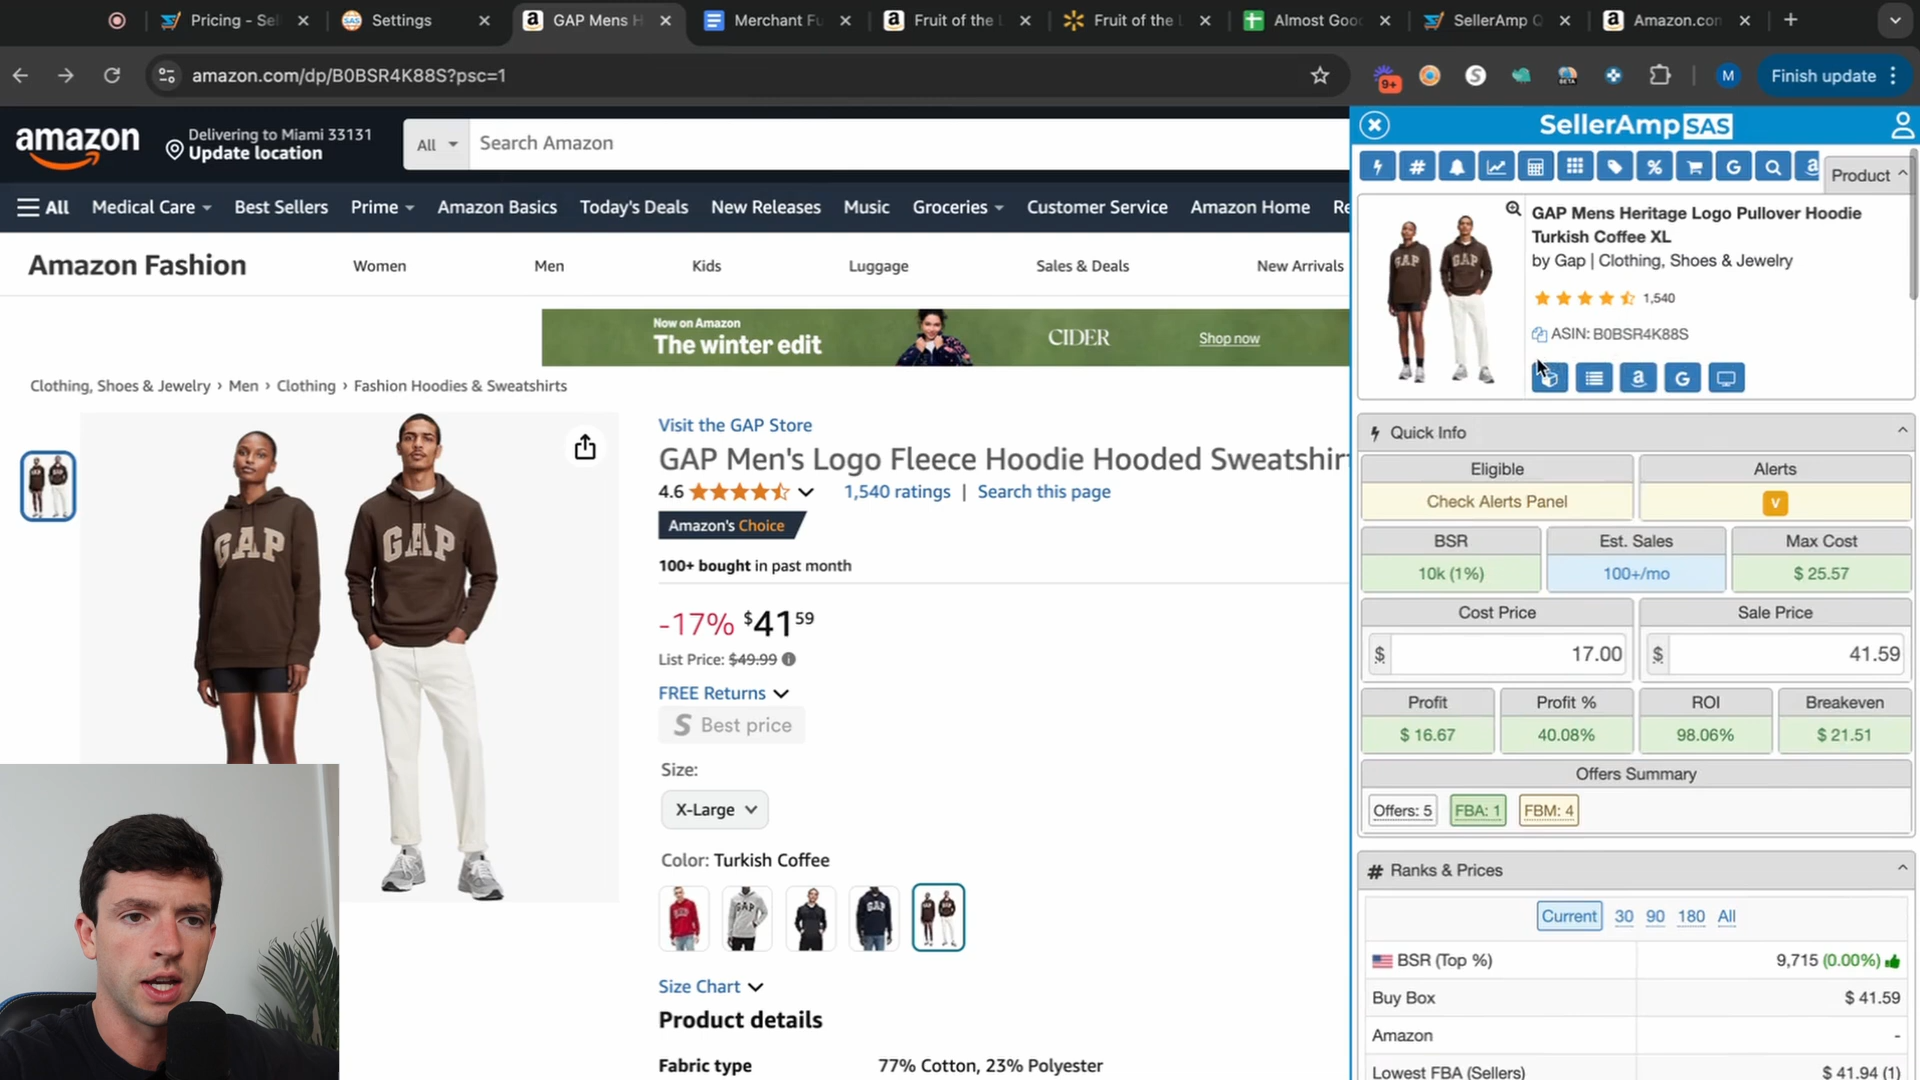 Pricing - Sel
Settings
GAP Mens H
Merchant Fu
Fruit of the L
Fruit of the L
Almost Good
SellerAmp Q
Amazon.com
amazon.com/dp/B0BSR4K88S?psc=1
9+
BETA
M
Finish update
amazon
Delivering to Miami 33131
Update location
All
Search Amazon
All
Medical Care
Best Sellers
Prime
Amazon Basics
Today's Deals
New Releases
Music
Groceries
Customer Service
Amazon Home
Re
Amazon Fashion
Women
Men
Kids
Luggage
Sales & Deals
New Arrivals
Now on Amazon
The winter edit
CIDER
Shop now
Clothing, Shoes & Jewelry › Men › Clothing › Fashion Hoodies & Sweatshirts
GAP
GAP
Visit the GAP Store
GAP Men's Logo Fleece Hoodie Hooded Sweatshir
4.6
1,540 ratings | Search this page
Amazon's Choice
100+ bought in past month
-17% $41 59
List Price: $49.99
FREE Returns
S Best price
Size:
X-Large
Color: Turkish Coffee
Size Chart
Product details
Fabric type 77% Cotton, 23% Polyester
SellerAmp SAS
Product
GAP Mens Heritage Logo Pullover Hoodie
Turkish Coffee XL
by Gap | Clothing, Shoes & Jewelry
1,540
ASIN: B0BSR4K88S
Quick Info
Eligible
Alerts
Check Alerts Panel
V
BSR
Est. Sales
Max Cost
10k (1%)
100+/mo
$ 25.57
Cost Price
Sale Price
$ 17.00
$ 41.59
Profit
Profit %
ROI
Breakeven
$ 16.67
40.08%
98.06%
$ 21.51
Offers Summary
Offers: 5
FBA: 1
FBM: 4
# Ranks & Prices
Current 30 90 180 All
BSR (Top %) 9,715 (0.00%)
Buy Box $ 41.59
Amazon -
Lowest FBA (Sellers) $ 41.94 (1)